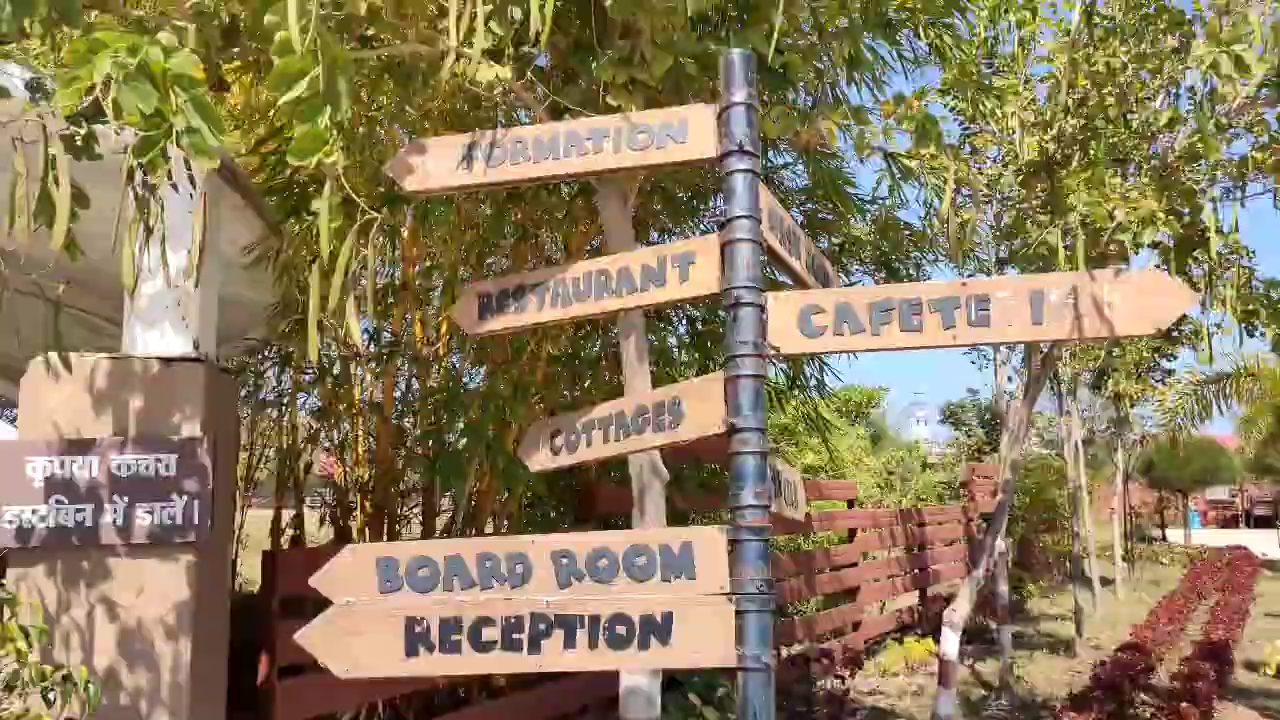 FORMATION
RESTAURANT
CAFETE I
COTTAGES
BOARD ROOM
RECEPTION
कृपया कचरा
डस्टबिन में डालें।